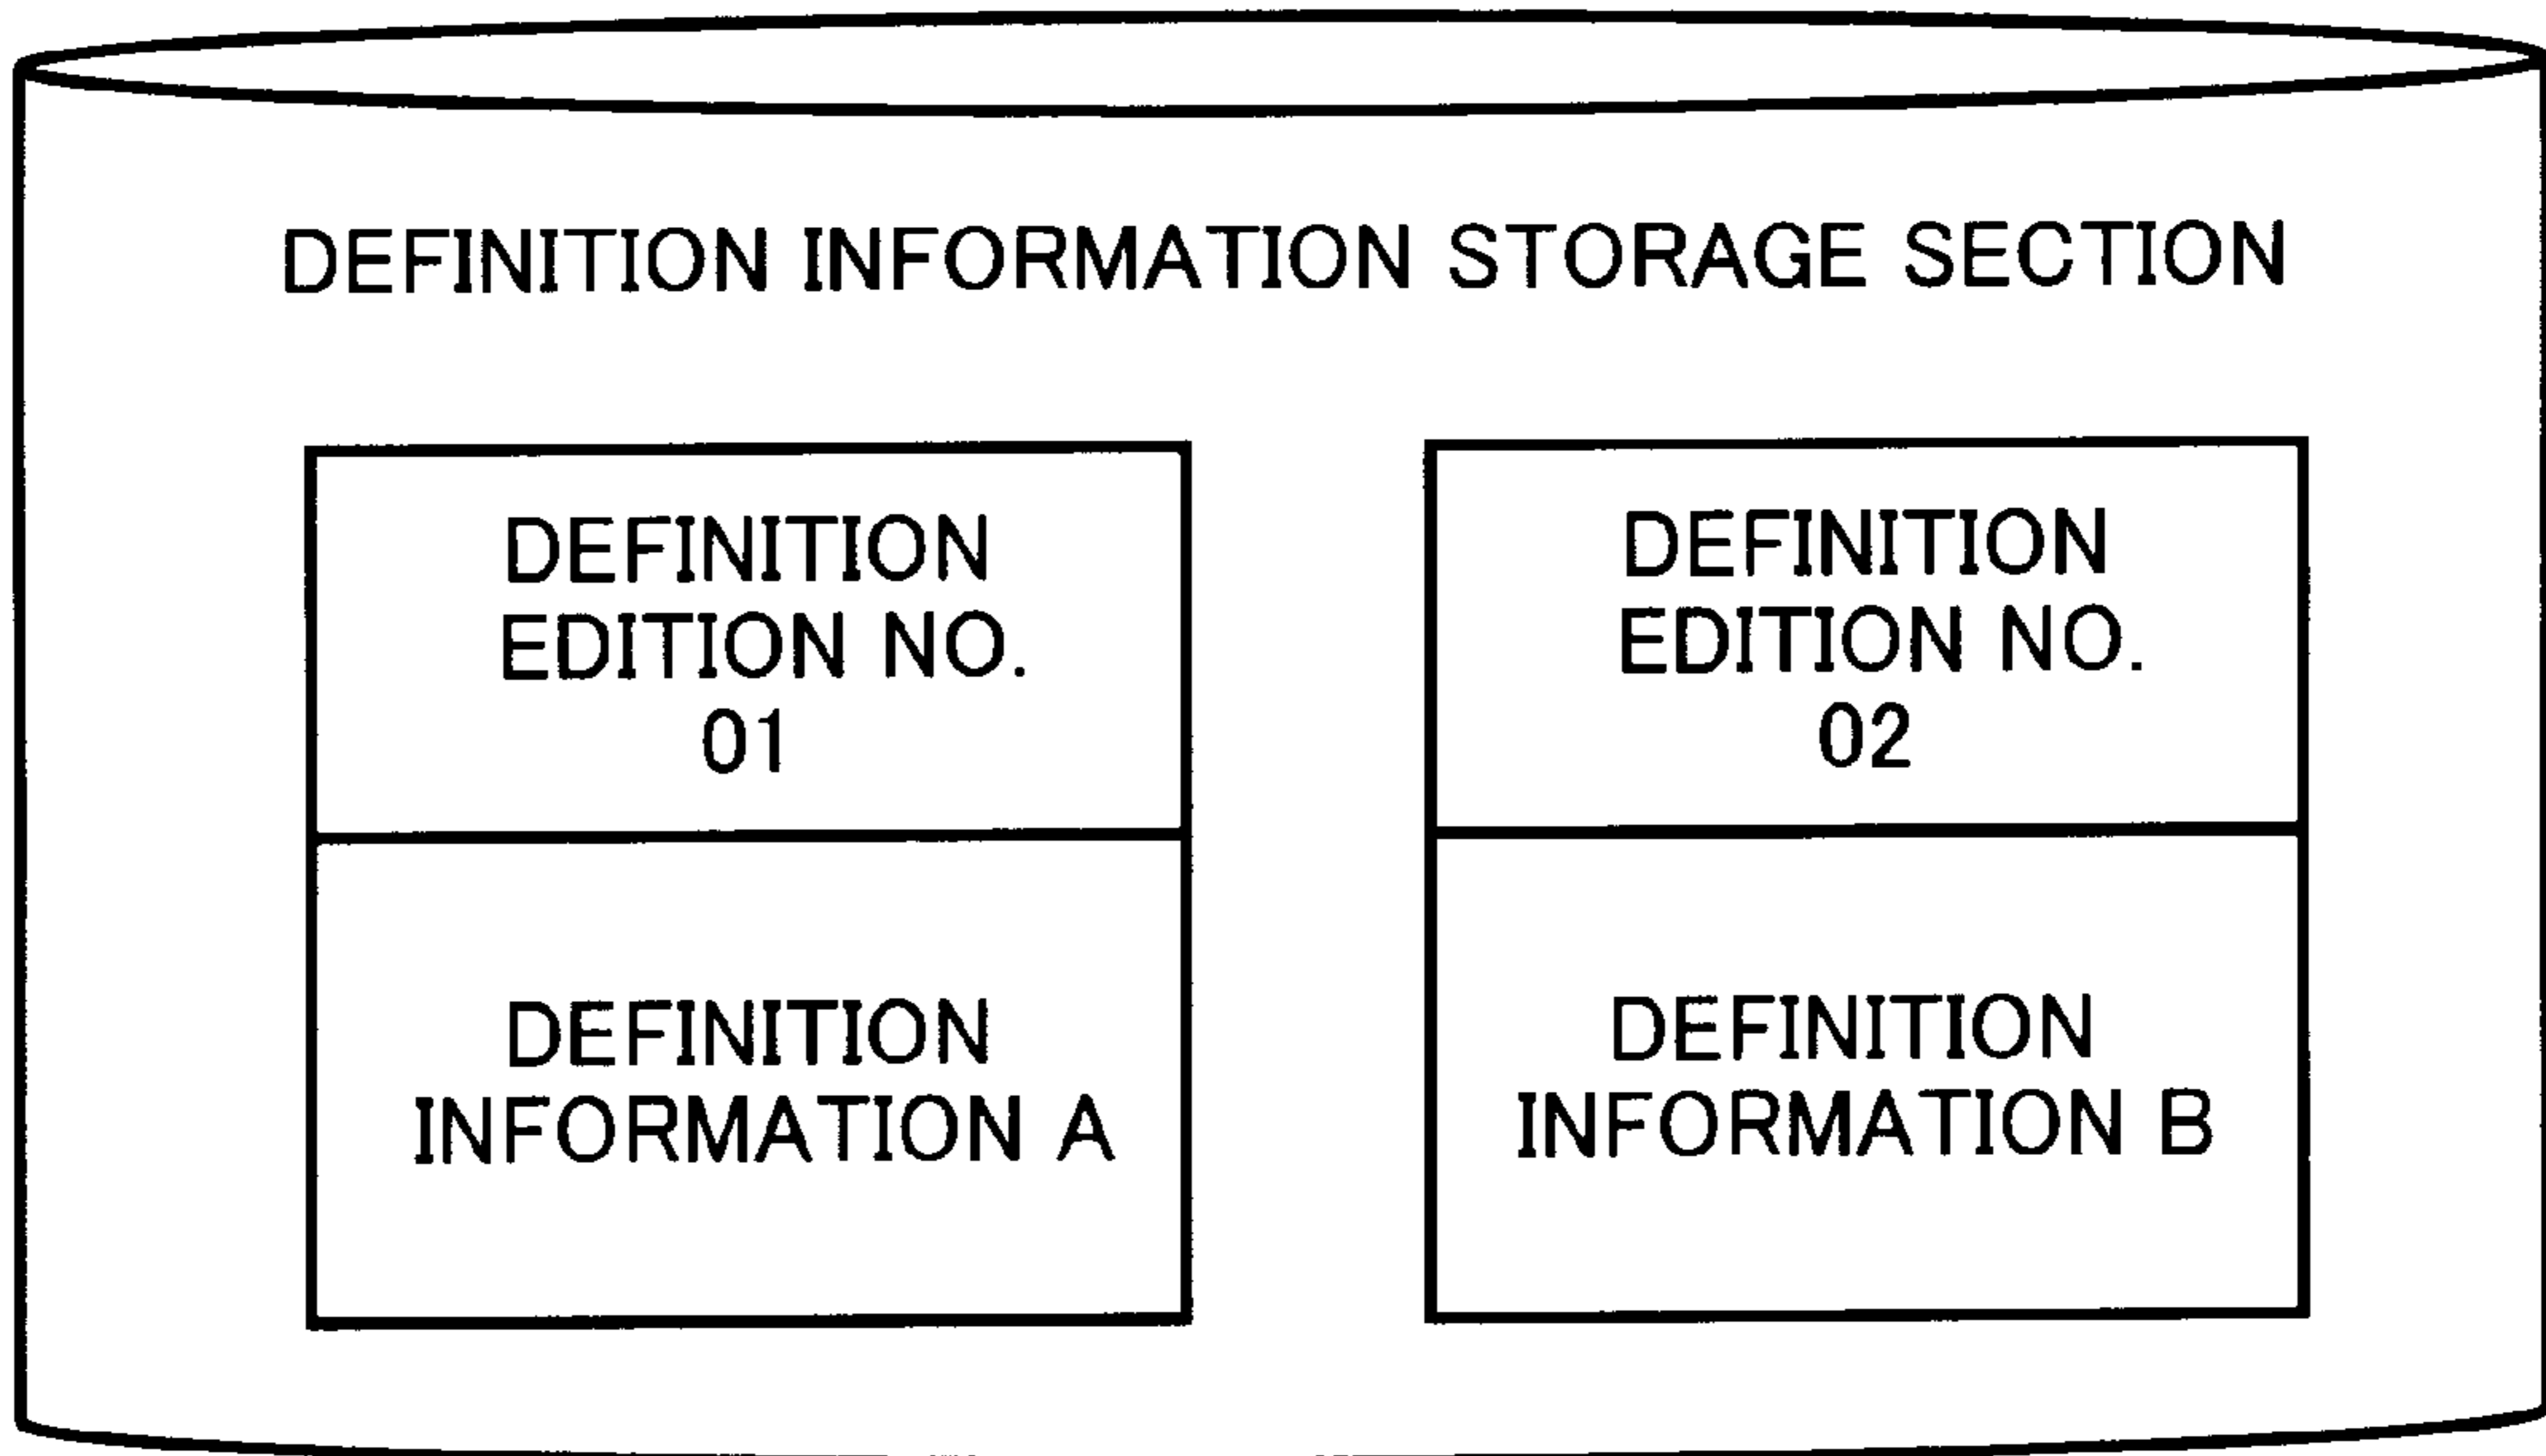 DEFINITION INFORMATION STORAGE SECTION
DEFINITION
EDITION NO.
01
DEFINITION
INFORMATION A
DEFINITION
EDITION NO.
02
DEFINITION
INFORMATION B